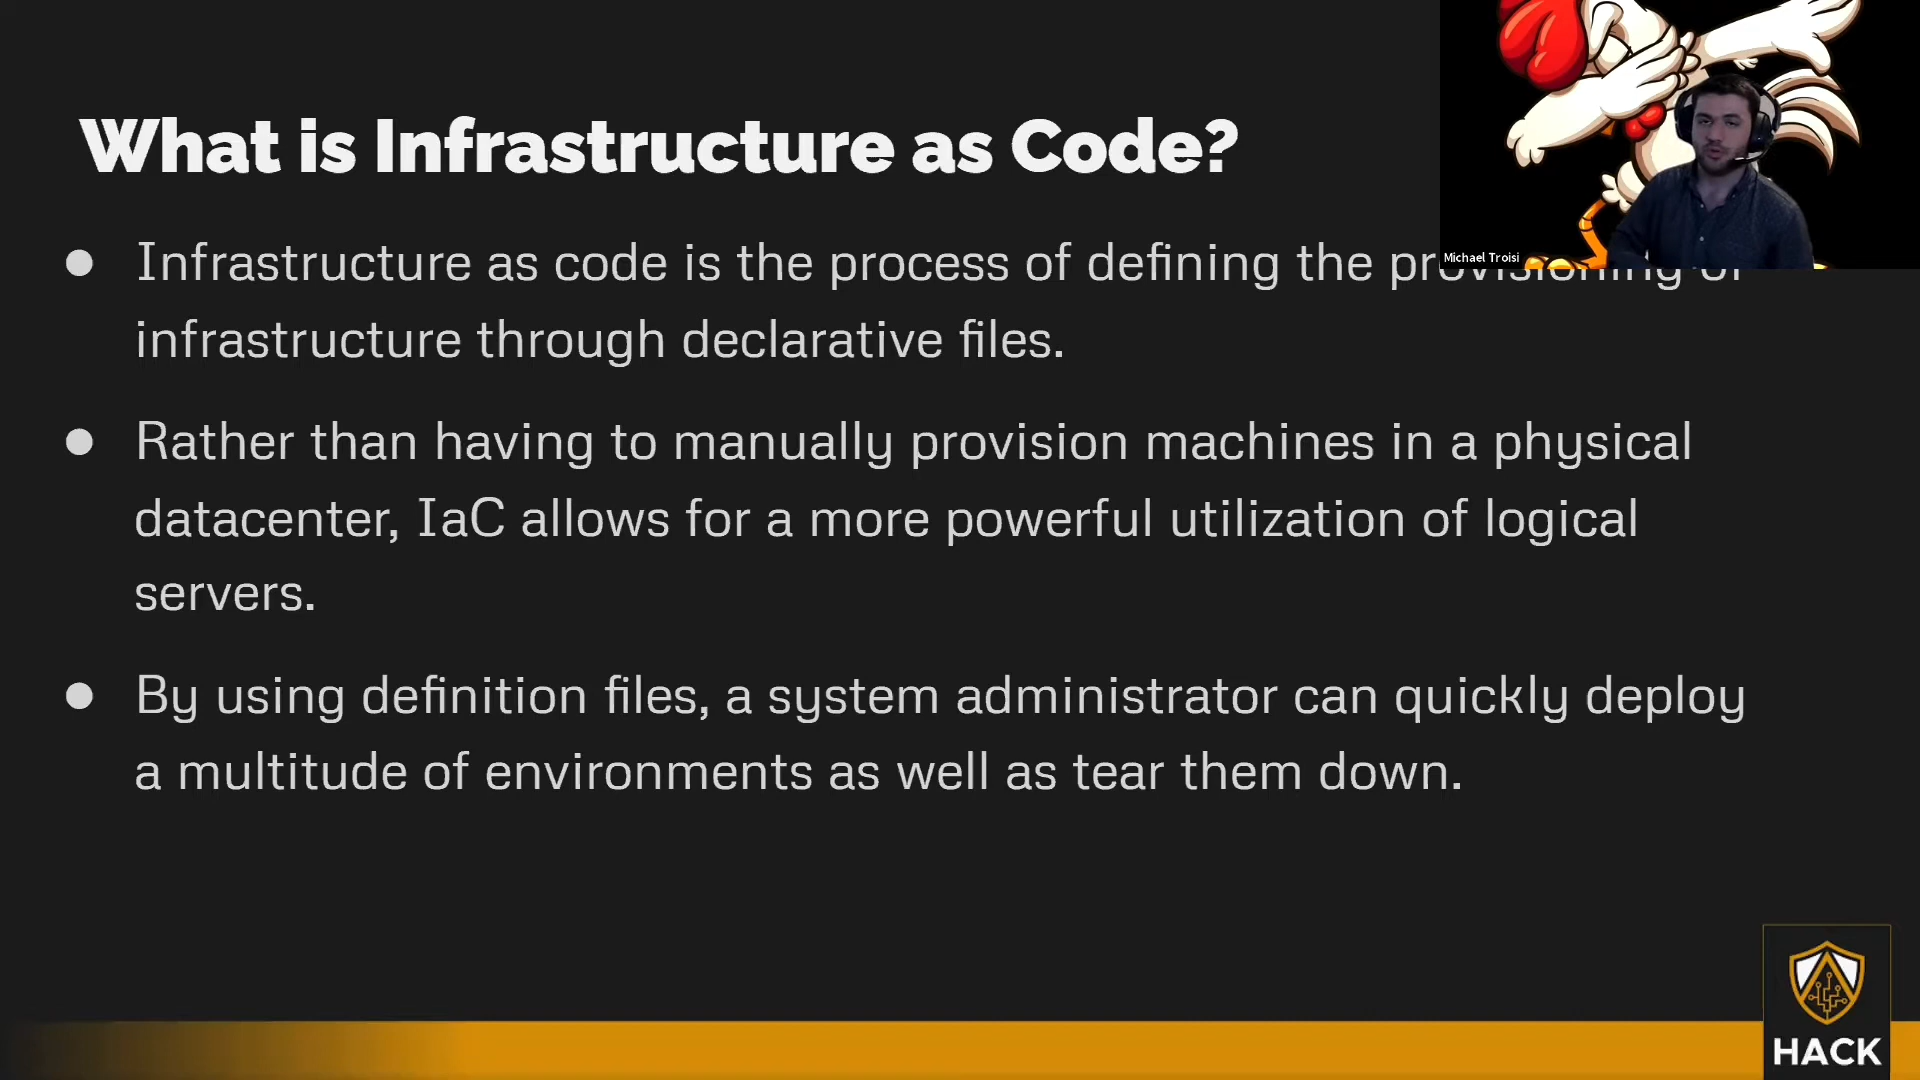 What is Infrastructure as Code?
Michael Troisi
● Infrastructure as code is the process of defining the provisioning of
infrastructure through declarative files.
● Rather than having to manually provision machines in a physical
datacenter, IaC allows for a more powerful utilization of logical
servers.
● By using definition files, a system administrator can quickly deploy
a multitude of environments as well as tear them down.
HACK